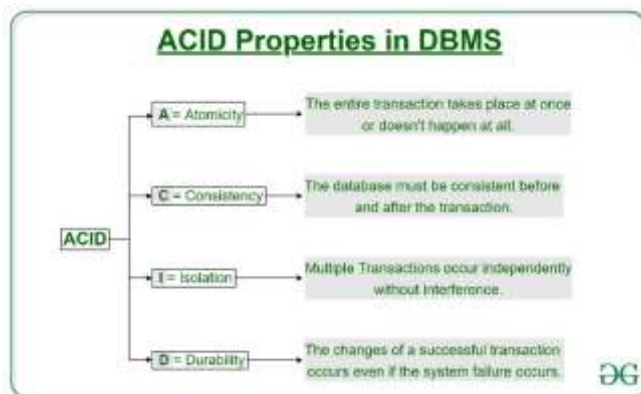 ACID Properties in DBMS
A = Atomicity
The entire transaction takes place at once
or doesn't happen at all.
C = Consistency
The database must be consistent before
and after the transaction.
ACID
I = Isolation
Multiple Transactions occur independently
without interference.
D = Durability
The changes of a successful transaction
occurs even if the system failure occurs.